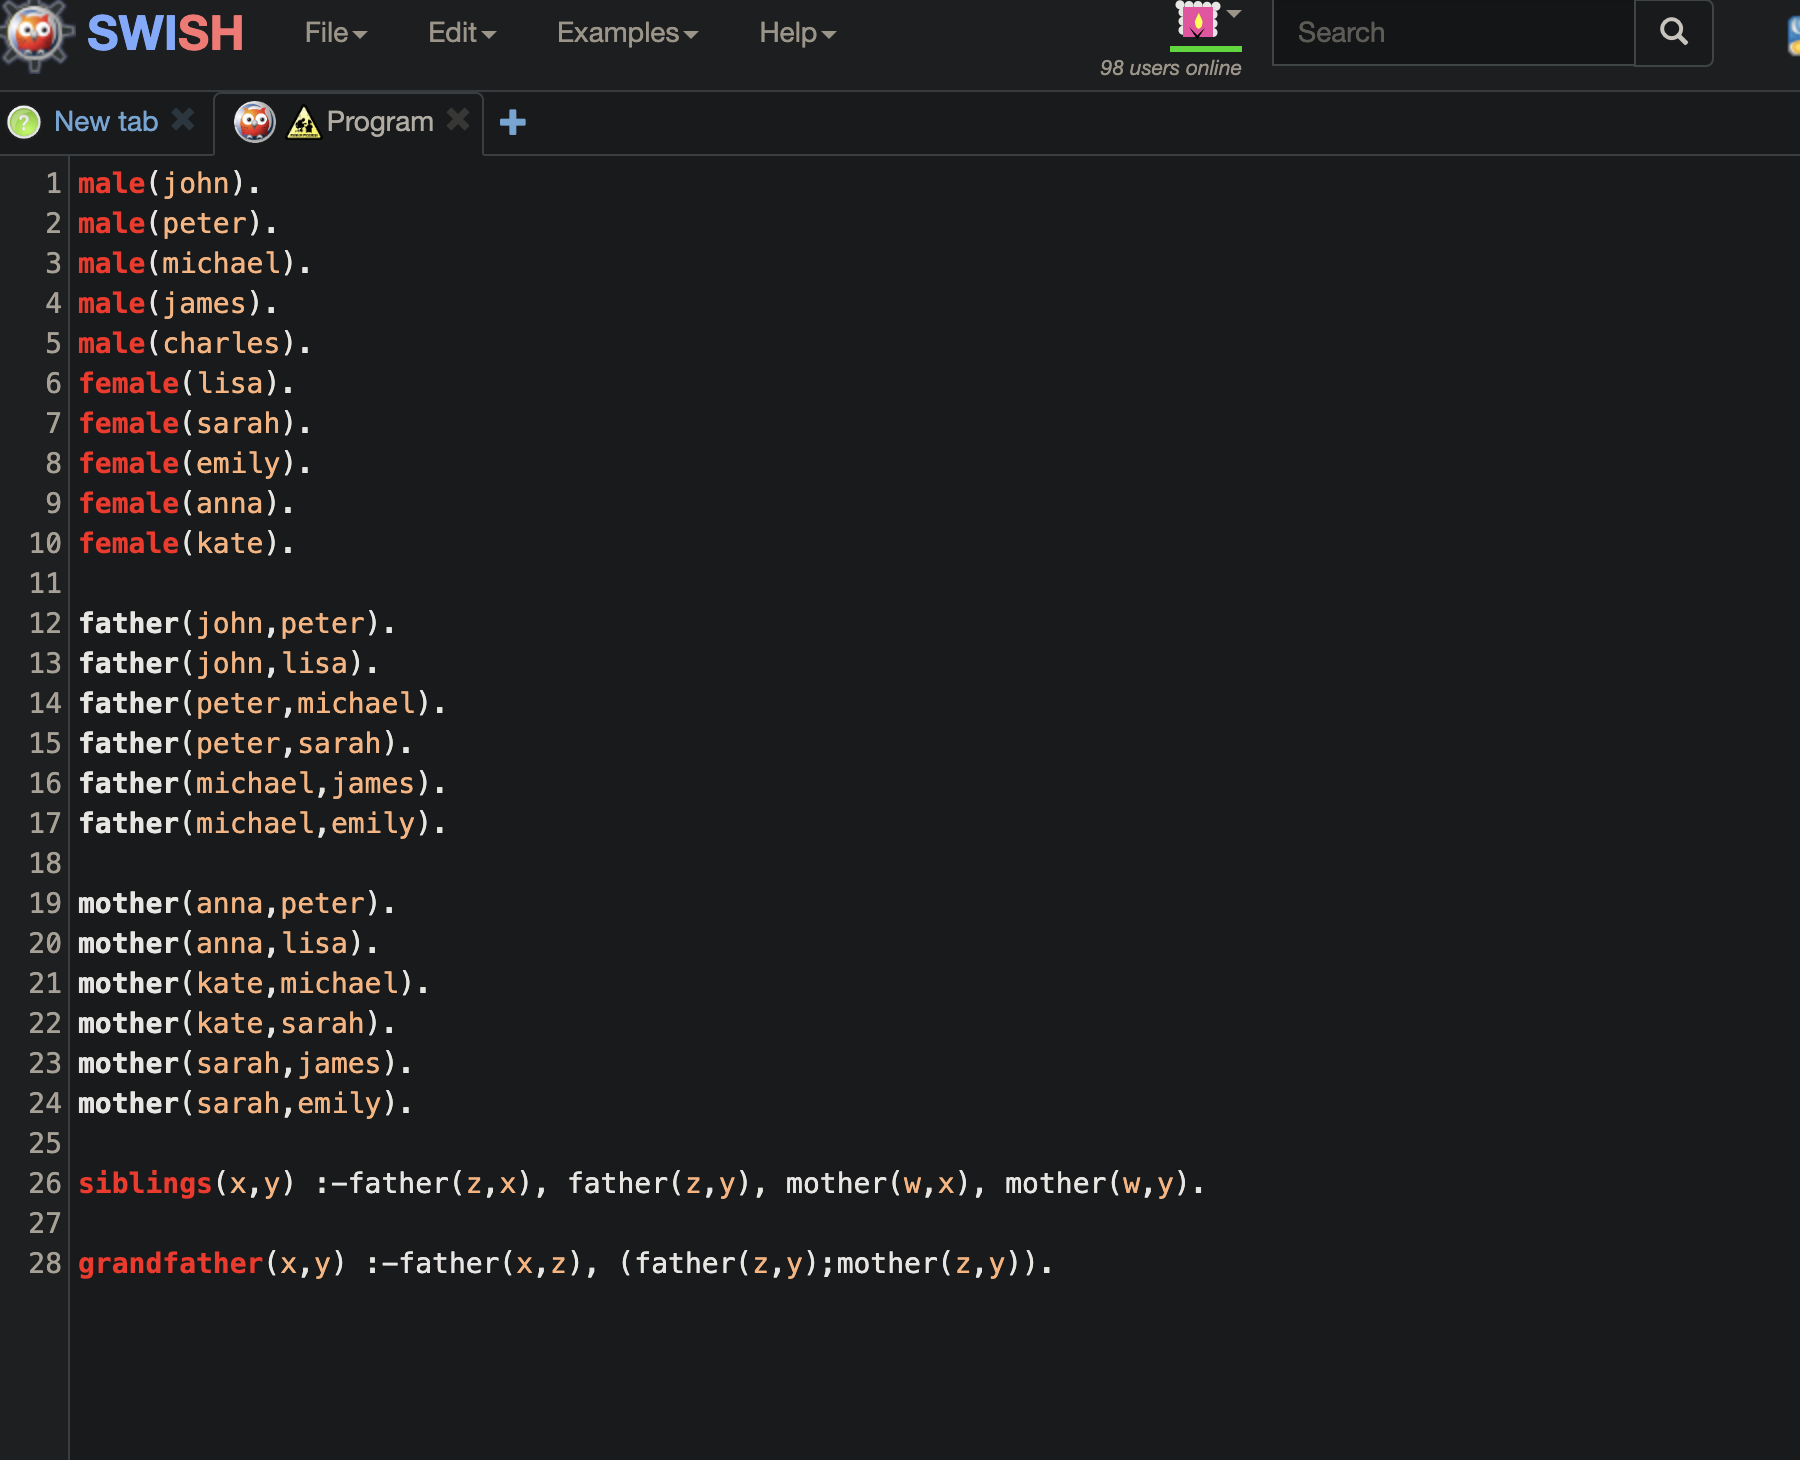 SWISH File Edit Examples Help Search
98 users online
New tab Program
1 male(john).
2 male(peter).
3 male(michael).
4 male(james).
5 male(charles).
6 female(lisa).
7 female(sarah).
8 female(emily).
9 female(anna).
10 female(kate).
11
12 father(john,peter).
13 father(john,lisa).
14 father(peter,michael).
15 father(peter,sarah).
16 father(michael,james).
17 father(michael,emily).
18
19 mother(anna,peter).
20 mother(anna,lisa).
21 mother(kate,michael).
22 mother(kate,sarah).
23 mother(sarah,james).
24 mother(sarah,emily).
25
26 siblings(x,y) :-father(z,x), father(z,y), mother(w,x), mother(w,y).
27
28 grandfather(x,y) :-father(x,z), (father(z,y);mother(z,y)).